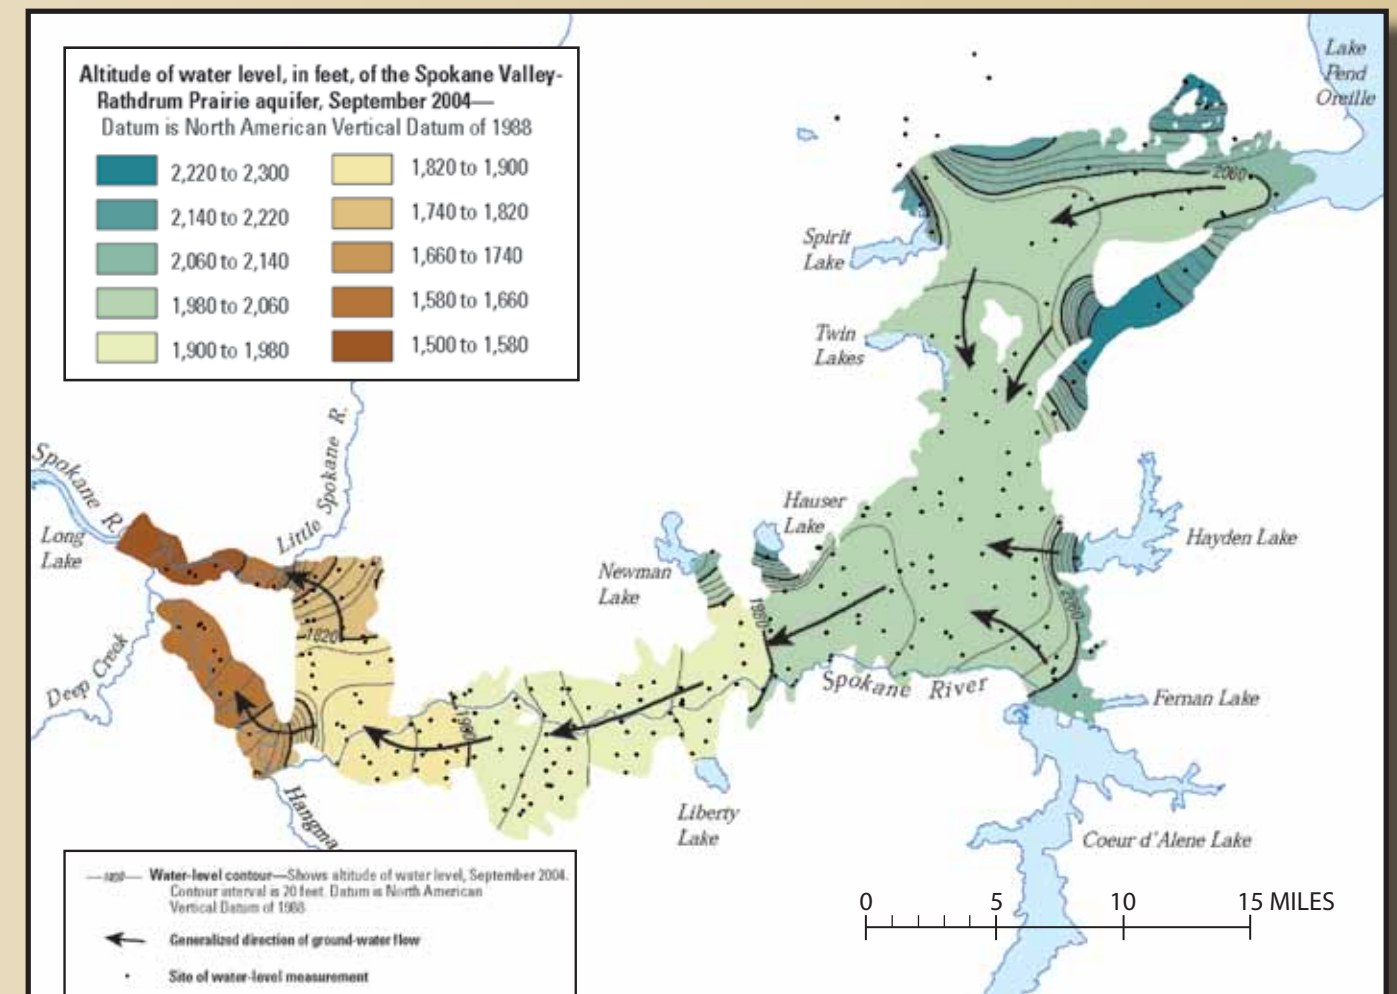 Altitude of water level, in feet, of the Spokane Valley-
Rathdrum Prairie aquifer, September 2004—
Datum is North American Vertical Datum of 1988
2,220 to 2,300
2,140 to 2,220
2,060 to 2,140
1,980 to 2,060
1,900 to 1,980
1,820 to 1,900
1,740 to 1,820
1,660 to 1740
1,580 to 1,660
1,500 to 1,580
Lake
Pend
Oreille
2060
Spirit
Lake
Twin
Lakes
Spokane R.
Little Spokane R.
Long
Lake
Hauser
Lake
Hayden Lake
Newman
Lake
1980
2060
1820
Deep Creek
Spokane River
Fernan Lake
1900
Hangma
Liberty
Lake
Coeur d'Alene Lake
Water-level contour—Shows altitude of water level, September 2004.
Contour interval is 20 feet. Datum is North American
Vertical Datum of 1988
Generalized direction of ground-water flow
Site of water-level measurement
0 5 10 15 MILES